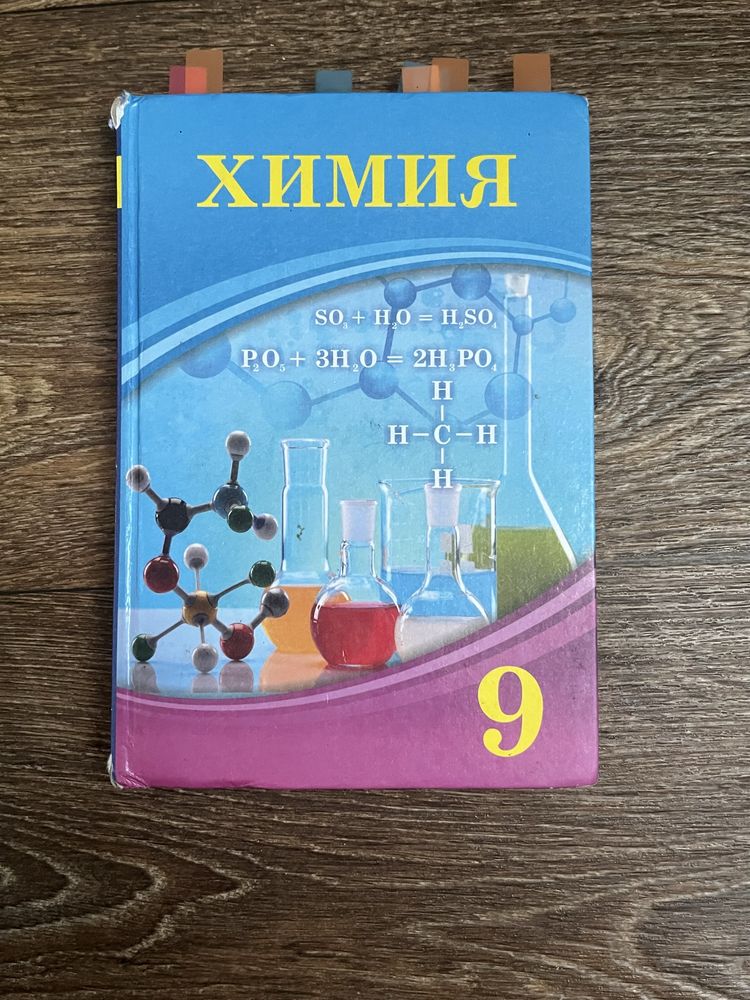 ХИМИЯ
SO₃ + H₂O = H₂SO₄
P₂O₅ + 3H₂O = 2H₃PO₄
H
H–C–H
H
9